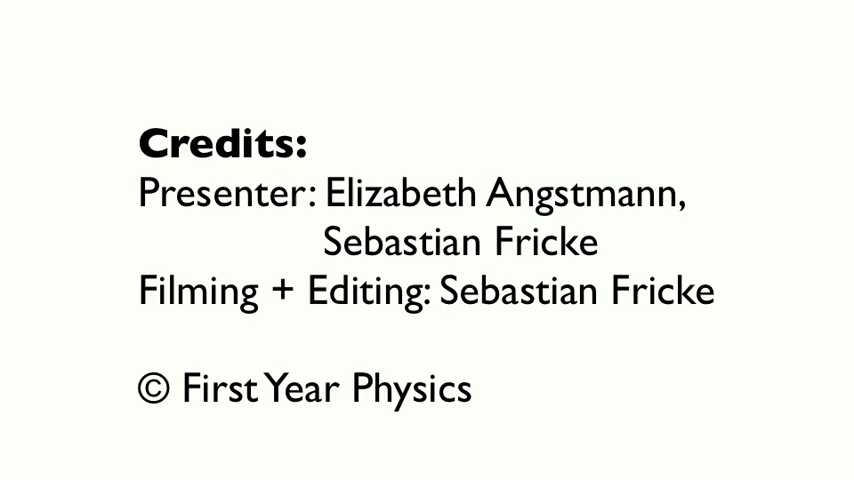 Credits:
Presenter: Elizabeth Angstmann,
Sebastian Fricke
Filming + Editing: Sebastian Fricke
© First Year Physics